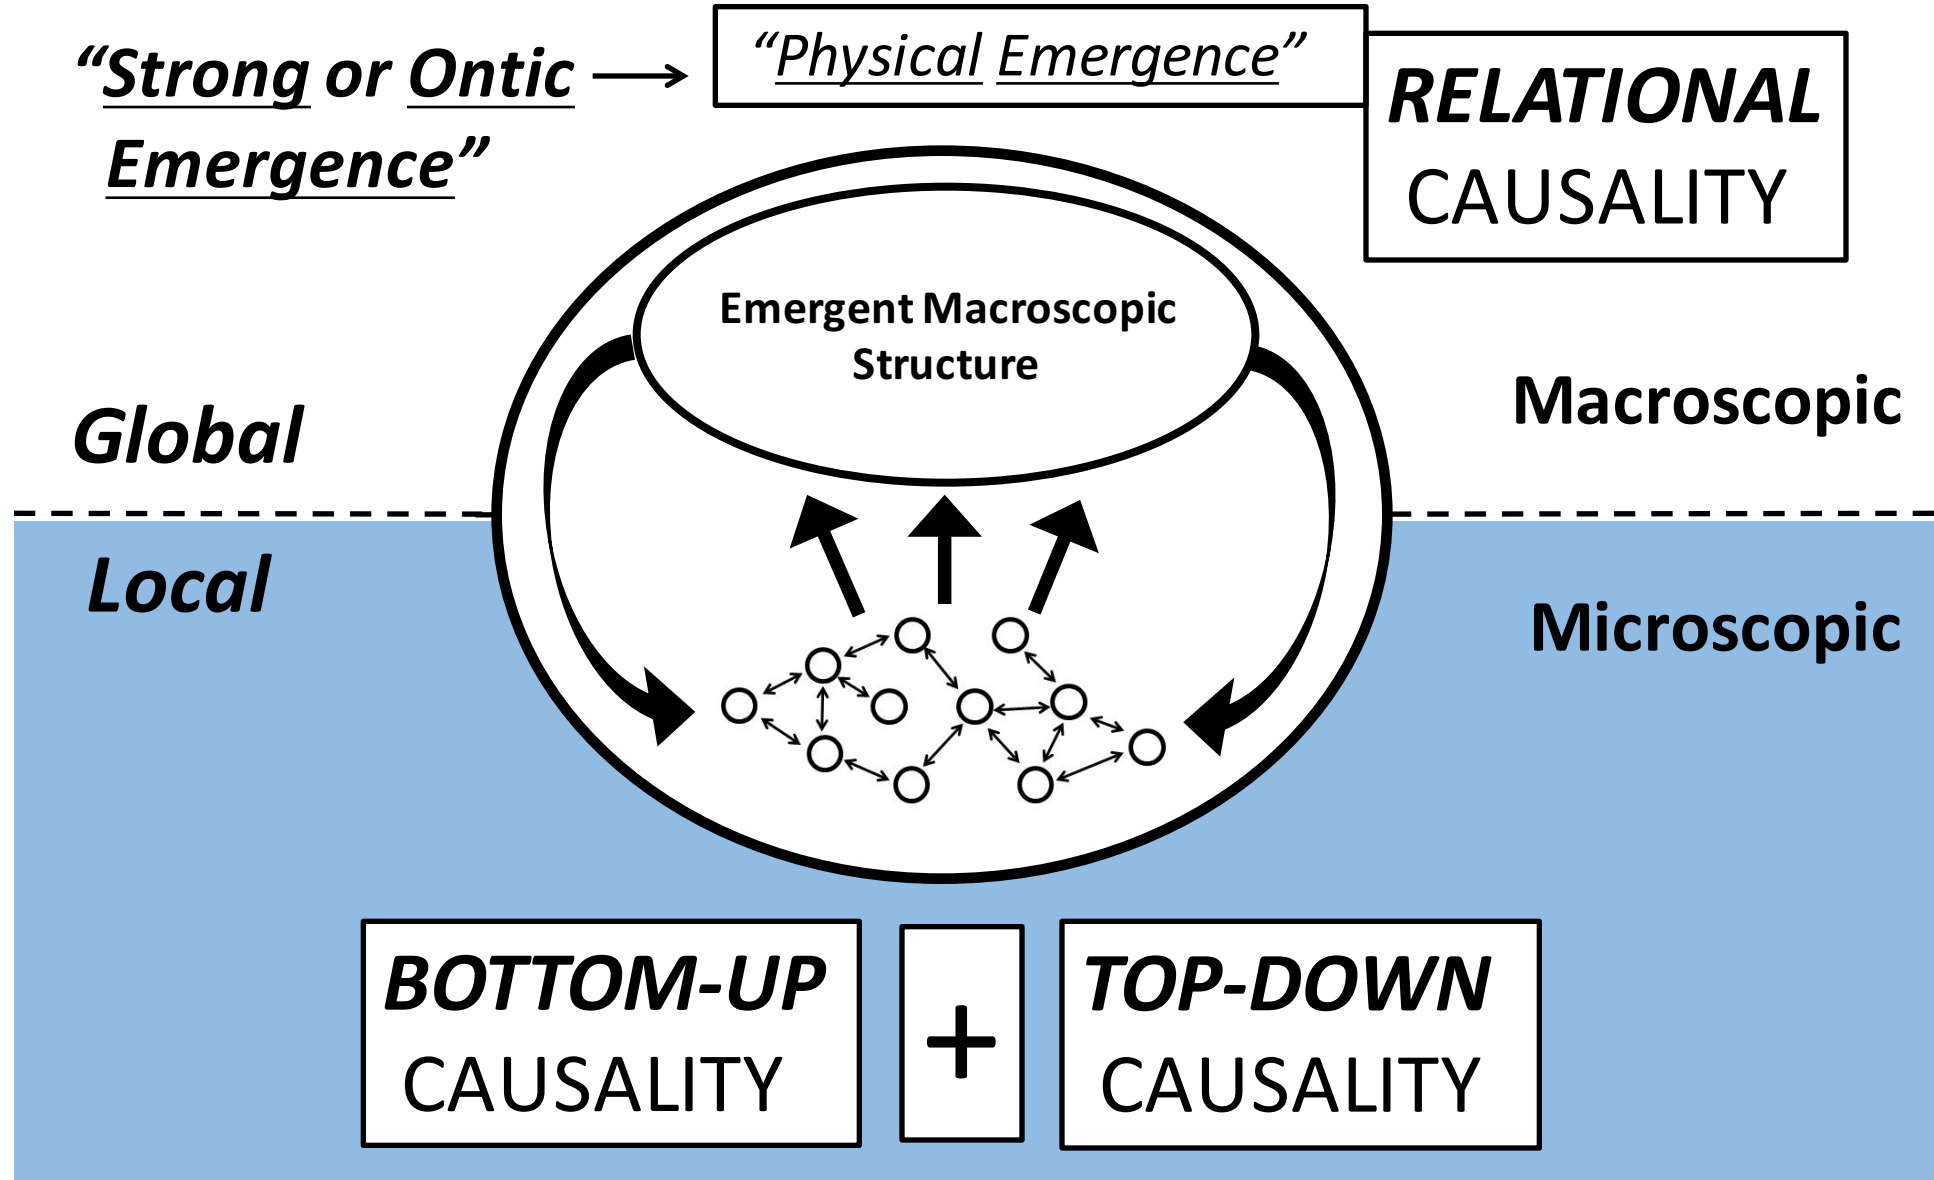 “Strong or Ontic
Emergence”
“Physical Emergence”
RELATIONAL
CAUSALITY
Emergent Macroscopic
Structure
Global
Macroscopic
Local
Microscopic
BOTTOM-UP
CAUSALITY
+
TOP-DOWN
CAUSALITY